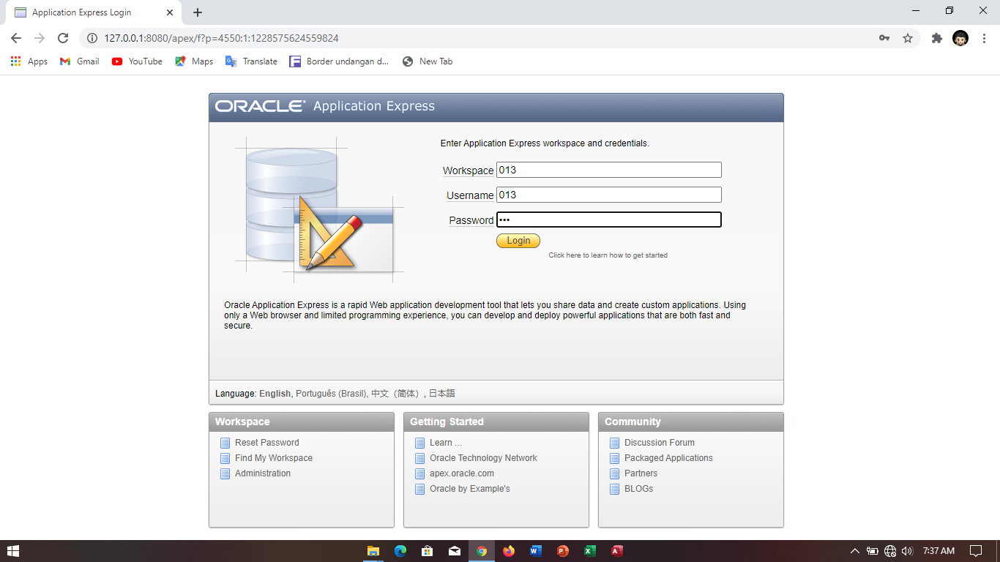 Application Express Login
127.0.0.1:8080/apex/f?p=4550:1:1228575624559824
Apps Gmail YouTube Maps Translate Border undangan d... New Tab
ORACLE® Application Express
Enter Application Express workspace and credentials.
Workspace 013
Username 013
Password •••
Login
Click here to learn how to get started
Oracle Application Express is a rapid Web application development tool that lets you share data and create custom applications. Using
only a Web browser and limited programming experience, you can develop and deploy powerful applications that are both fast and
secure.
Language: English, Português (Brasil), 中文（简体）, 日本語
Workspace
Reset Password
Find My Workspace
Administration
Getting Started
Learn ...
Oracle Technology Network
apex.oracle.com
Oracle by Example's
Community
Discussion Forum
Packaged Applications
Partners
BLOGs
7:37 AM